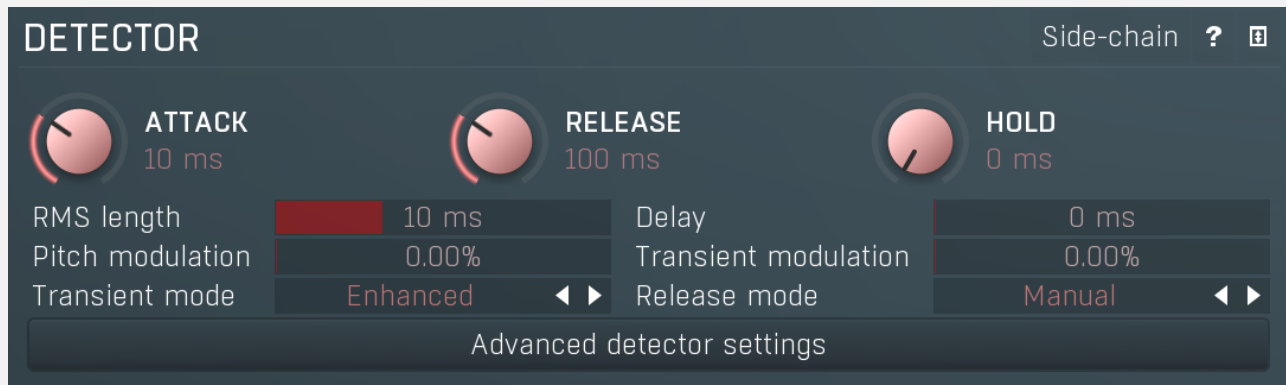 DETECTOR Side-chain ?
ATTACK RELEASE HOLD
10 ms 100 ms 0 ms
RMS length 10 ms Delay 0 ms
Pitch modulation 0.00% Transient modulation 0.00%
Transient mode Enhanced Release mode Manual
Advanced detector settings